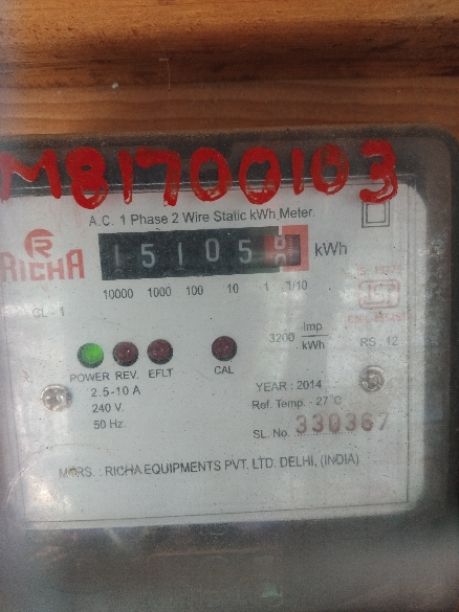 M81700103
A.C. 1 Phase 2 Wire Static kWh Meter.
R
RICHA
15105 kWh
10000 1000 100 10 1 1/10
CL - 1
3200 Imp/kWh
RS : 12
POWER REV. EFLT CAL
2.5-10 A
240 V.
50 Hz.
YEAR : 2014
Ref. Temp. - 27°C
SL. No. 330367
MFRS. : RICHA EQUIPMENTS PVT. LTD. DELHI, (INDIA)